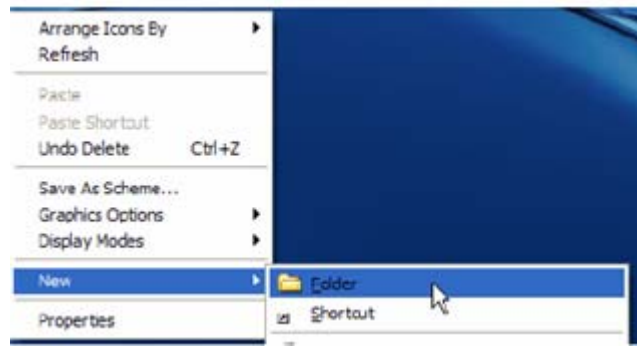 Arrange Icons By
Refresh
Paste
Paste Shortcut
Undo Delete Ctrl+Z
Save As Scheme...
Graphics Options
Display Modes
New
Folder
Shortcut
Properties